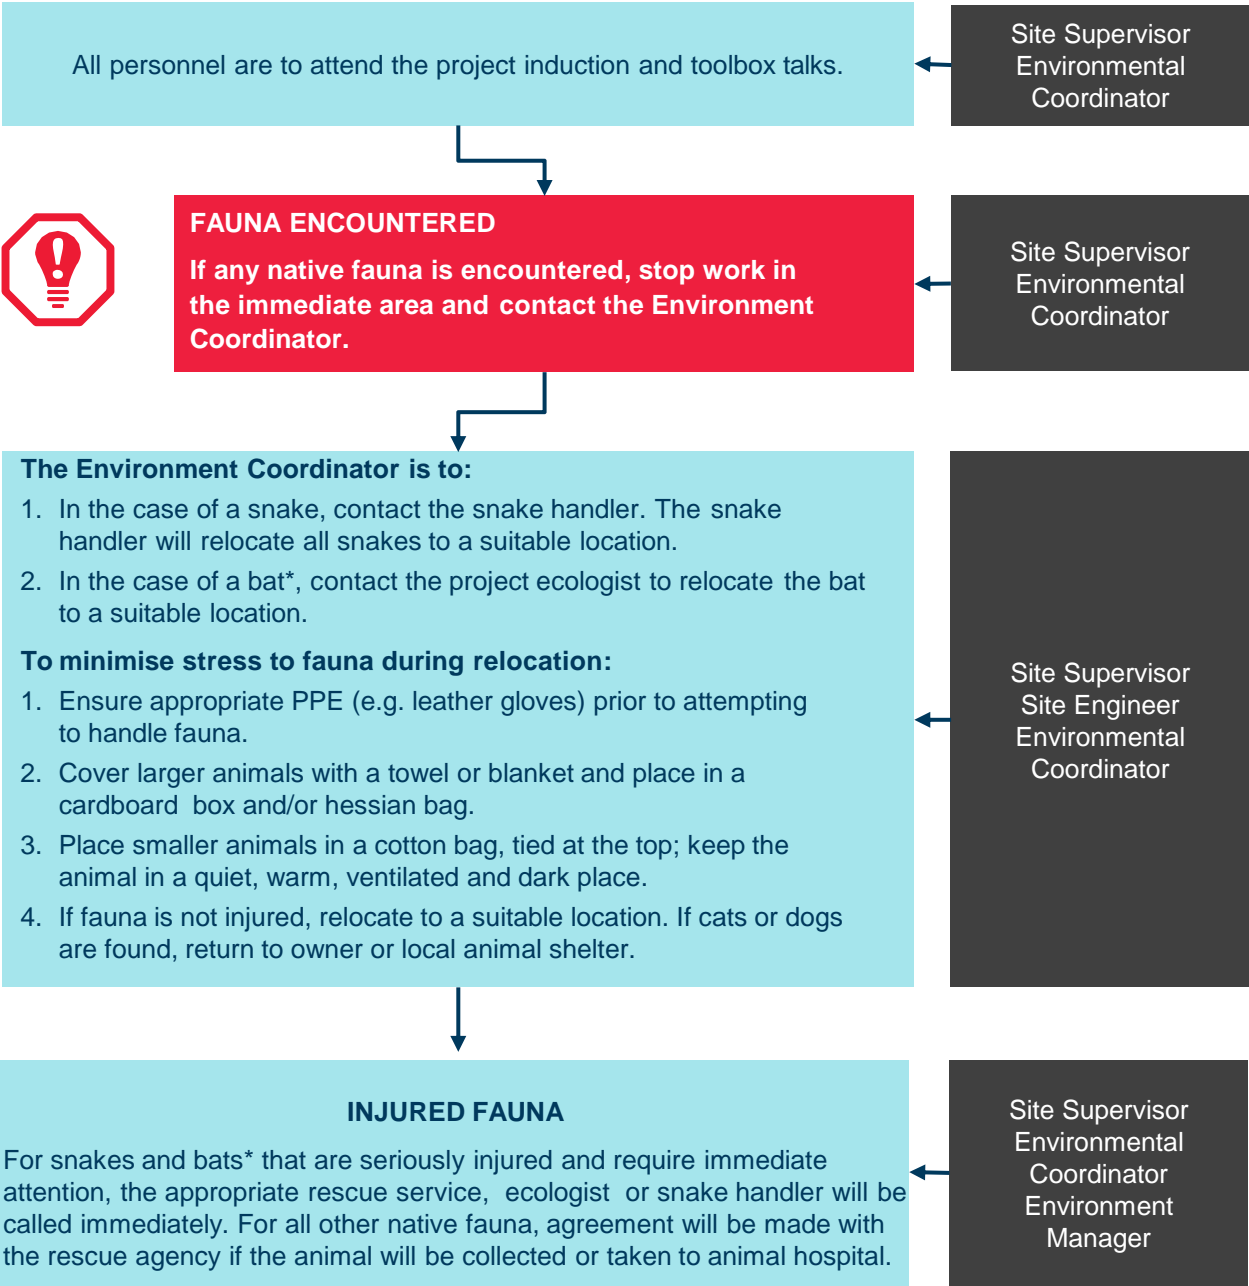 All personnel are to attend the project induction and toolbox talks.
Site Supervisor
Environmental
Coordinator
FAUNA ENCOUNTERED
If any native fauna is encountered, stop work in
the immediate area and contact the Environment
Coordinator.
Site Supervisor
Environmental
Coordinator
The Environment Coordinator is to:
1. In the case of a snake, contact the snake handler. The snake
handler will relocate all snakes to a suitable location.
2. In the case of a bat*, contact the project ecologist to relocate the bat
to a suitable location.
To minimise stress to fauna during relocation:
1. Ensure appropriate PPE (e.g. leather gloves) prior to attempting
to handle fauna.
2. Cover larger animals with a towel or blanket and place in a
cardboard box and/or hessian bag.
3. Place smaller animals in a cotton bag, tied at the top; keep the
animal in a quiet, warm, ventilated and dark place.
4. If fauna is not injured, relocate to a suitable location. If cats or dogs
are found, return to owner or local animal shelter.
Site Supervisor
Site Engineer
Environmental
Coordinator
INJURED FAUNA
For snakes and bats* that are seriously injured and require immediate
attention, the appropriate rescue service, ecologist or snake handler will be
called immediately. For all other native fauna, agreement will be made with
the rescue agency if the animal will be collected or taken to animal hospital.
Site Supervisor
Environmental
Coordinator
Environment
Manager